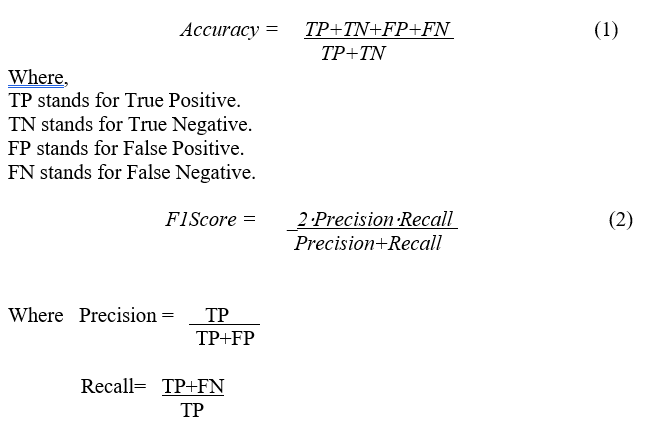 Accuracy = TP+TN+FP+FN (1)
TP+TN
Where,
TP stands for True Positive.
TN stands for True Negative.
FP stands for False Positive.
FN stands for False Negative.
F1Score = 2·Precision·Recall (2)
Precision+Recall
Where Precision = TP
TP+FP
Recall= TP+FN
TP